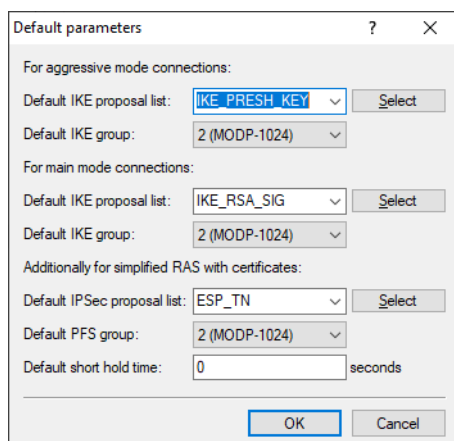 Default parameters ?
For aggressive mode connections:
Default IKE proposal list: IKE_PRESH_KEY Select
Default IKE group: 2 (MODP-1024)
For main mode connections:
Default IKE proposal list: IKE_RSA_SIG Select
Default IKE group: 2 (MODP-1024)
Additionally for simplified RAS with certificates:
Default IPSec proposal list: ESP_TN Select
Default PFS group: 2 (MODP-1024)
Default short hold time: 0 seconds
OK Cancel